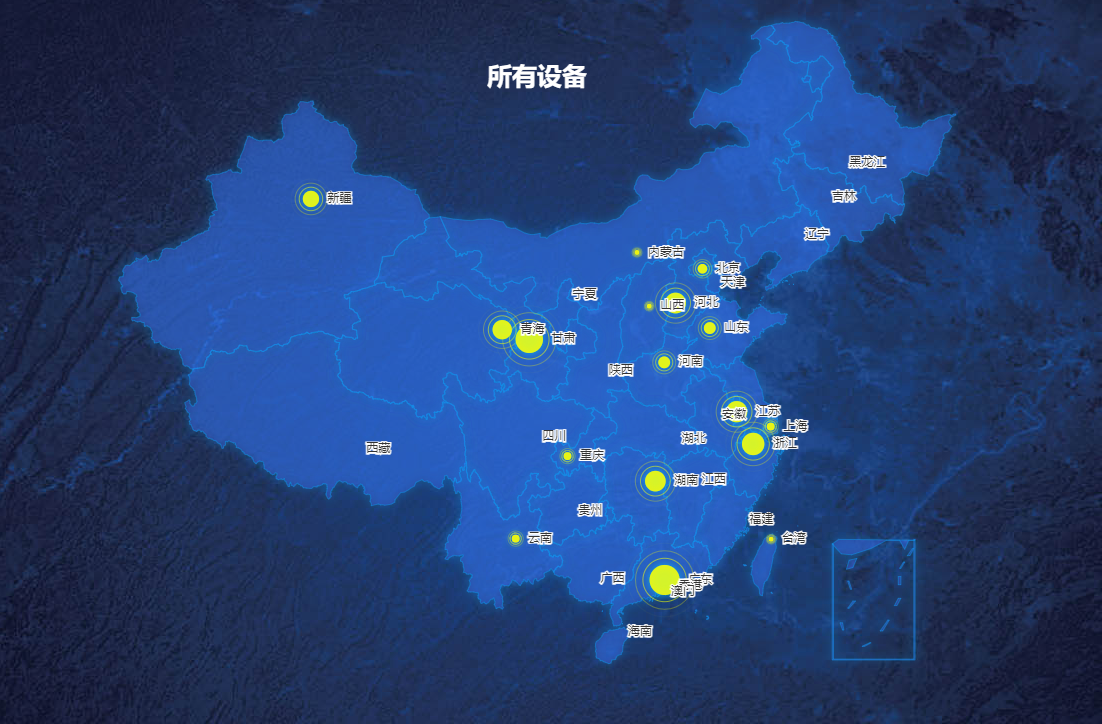 所有设备
黑龙江
吉林
新疆
辽宁
内蒙古
北京
天津
宁夏
山西
河北
青海
山东
甘肃
河南
陕西
安徽
江苏
上海
四川
湖北
浙江
西藏
重庆
湖南
江西
贵州
福建
云南
台湾
广西
广东
香港
澳门
海南